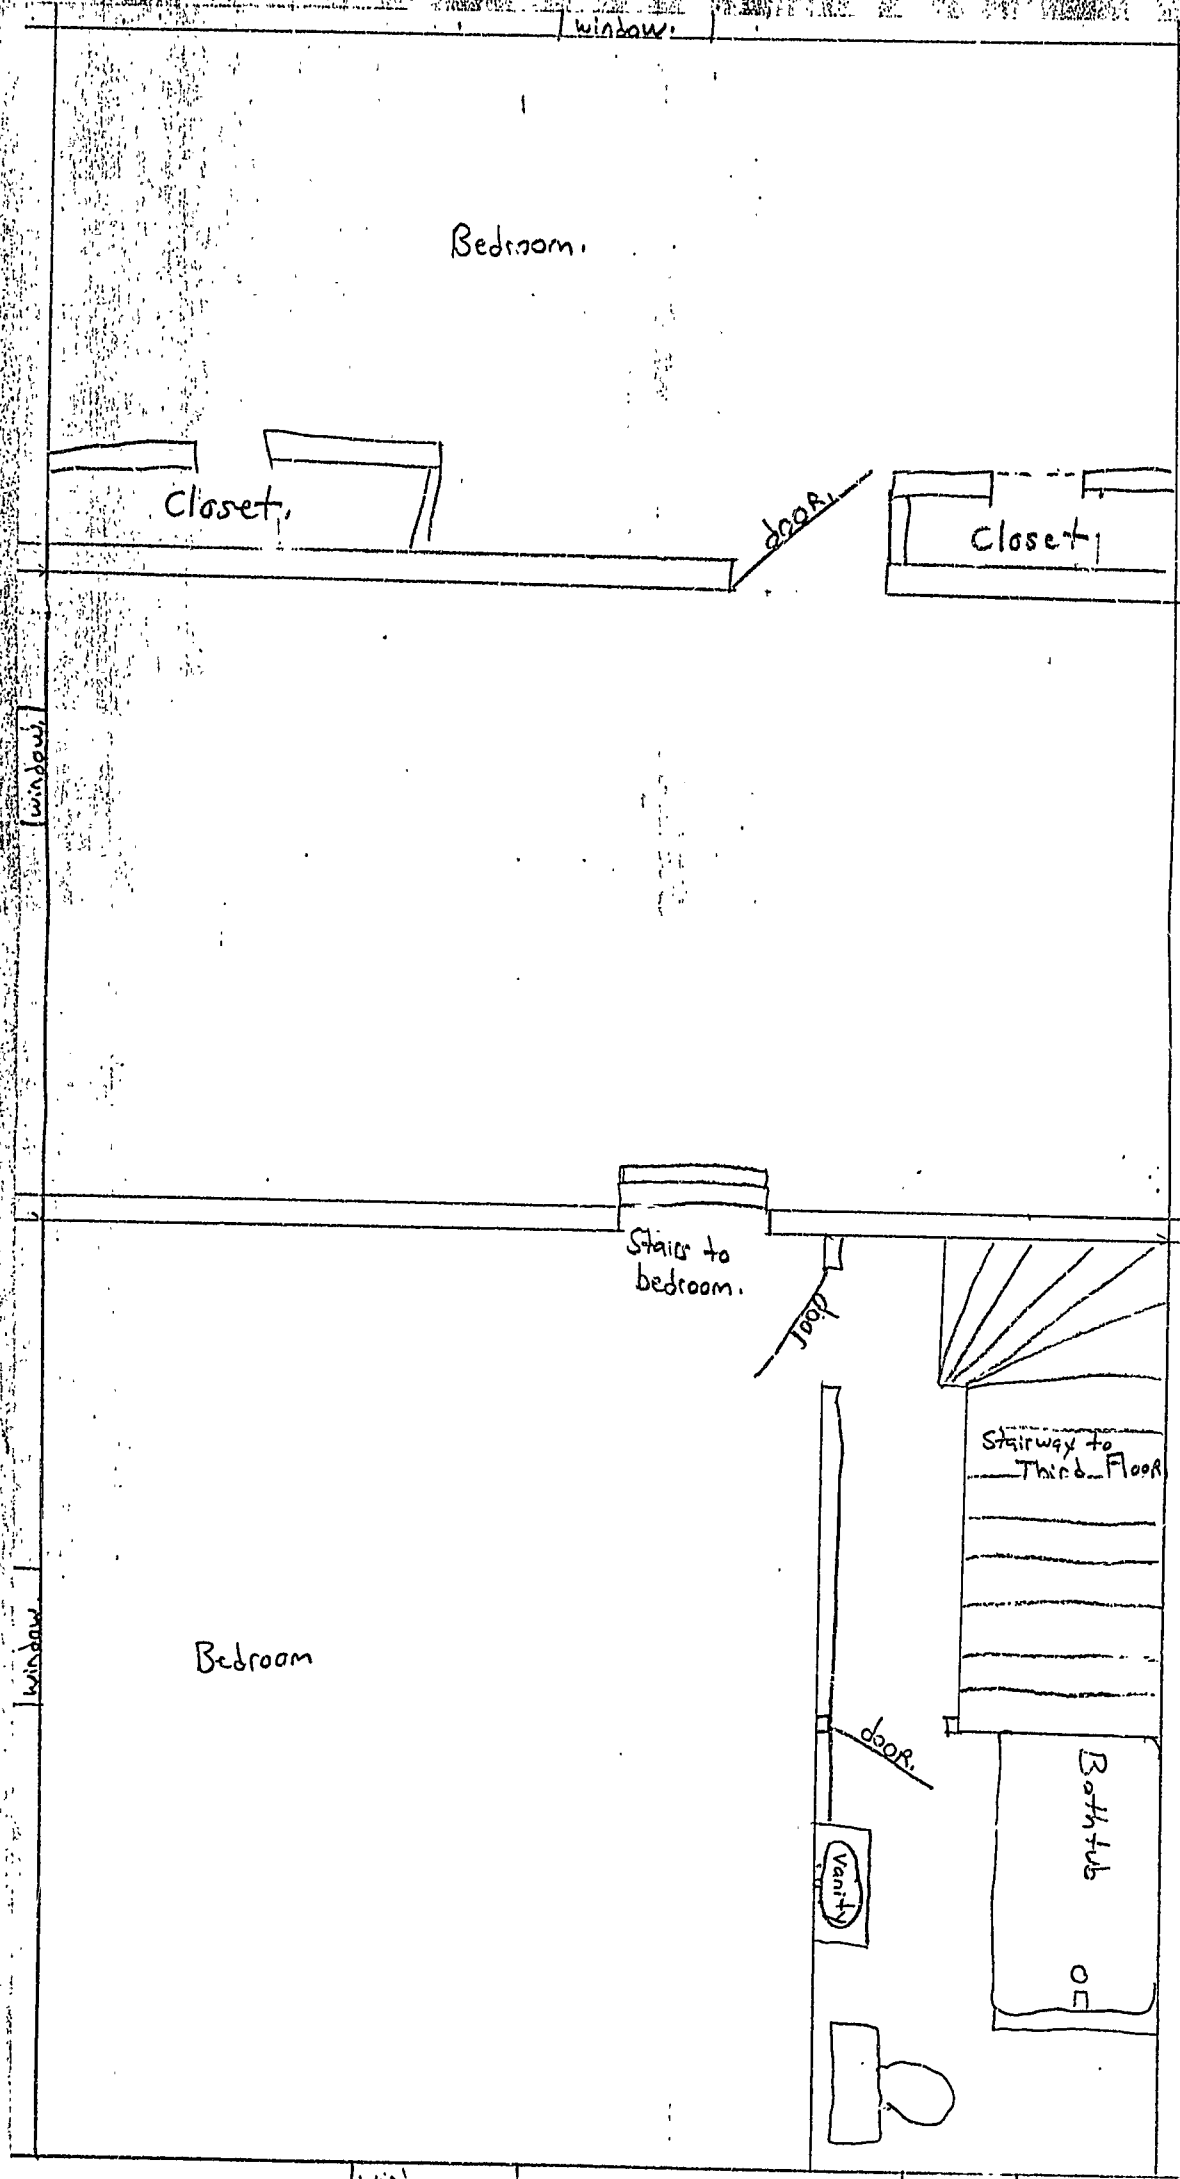 window.
Bedroom.
Closet.
dooR.
Closet
window.
Stairs to
bedroom.
door
Stairway to
Third Floor
Bedroom
window.
dooR.
Bathtub
Vanity